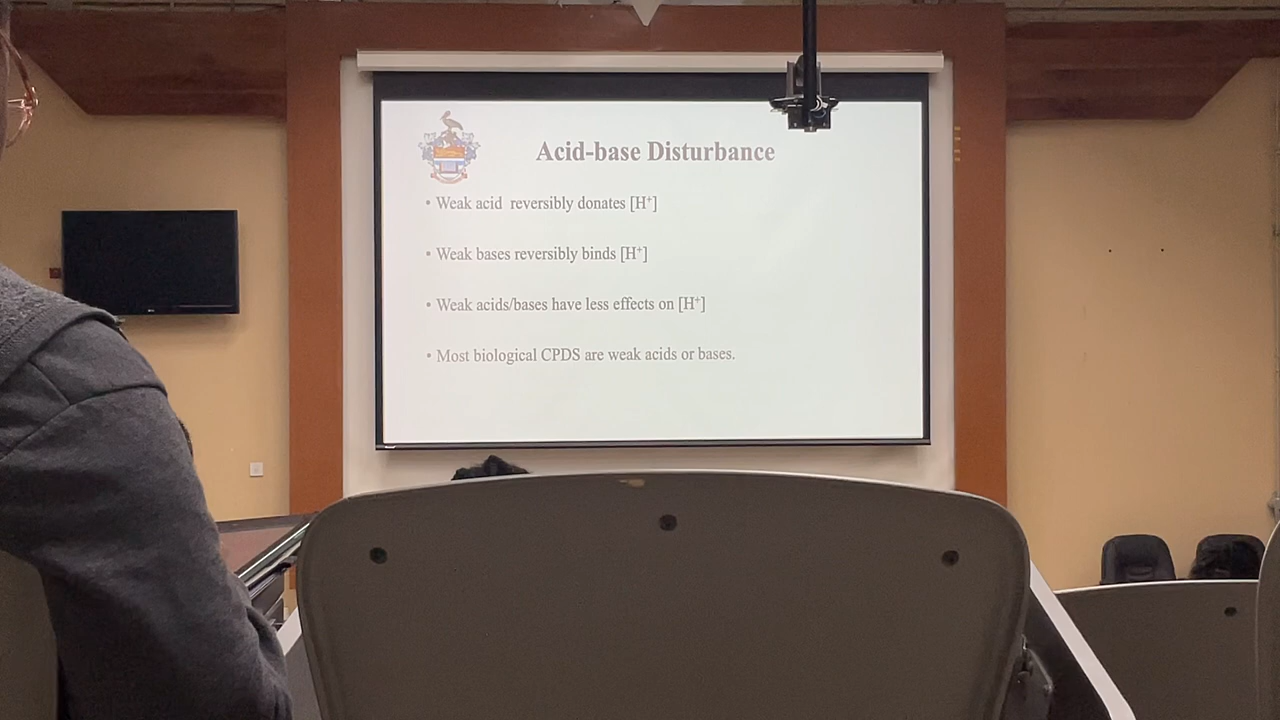 Acid-base Disturbance
• Weak acid reversibly donates [H⁺]
• Weak bases reversibly binds [H⁺]
• Weak acids/bases have less effects on [H⁺]
• Most biological CPDS are weak acids or bases.